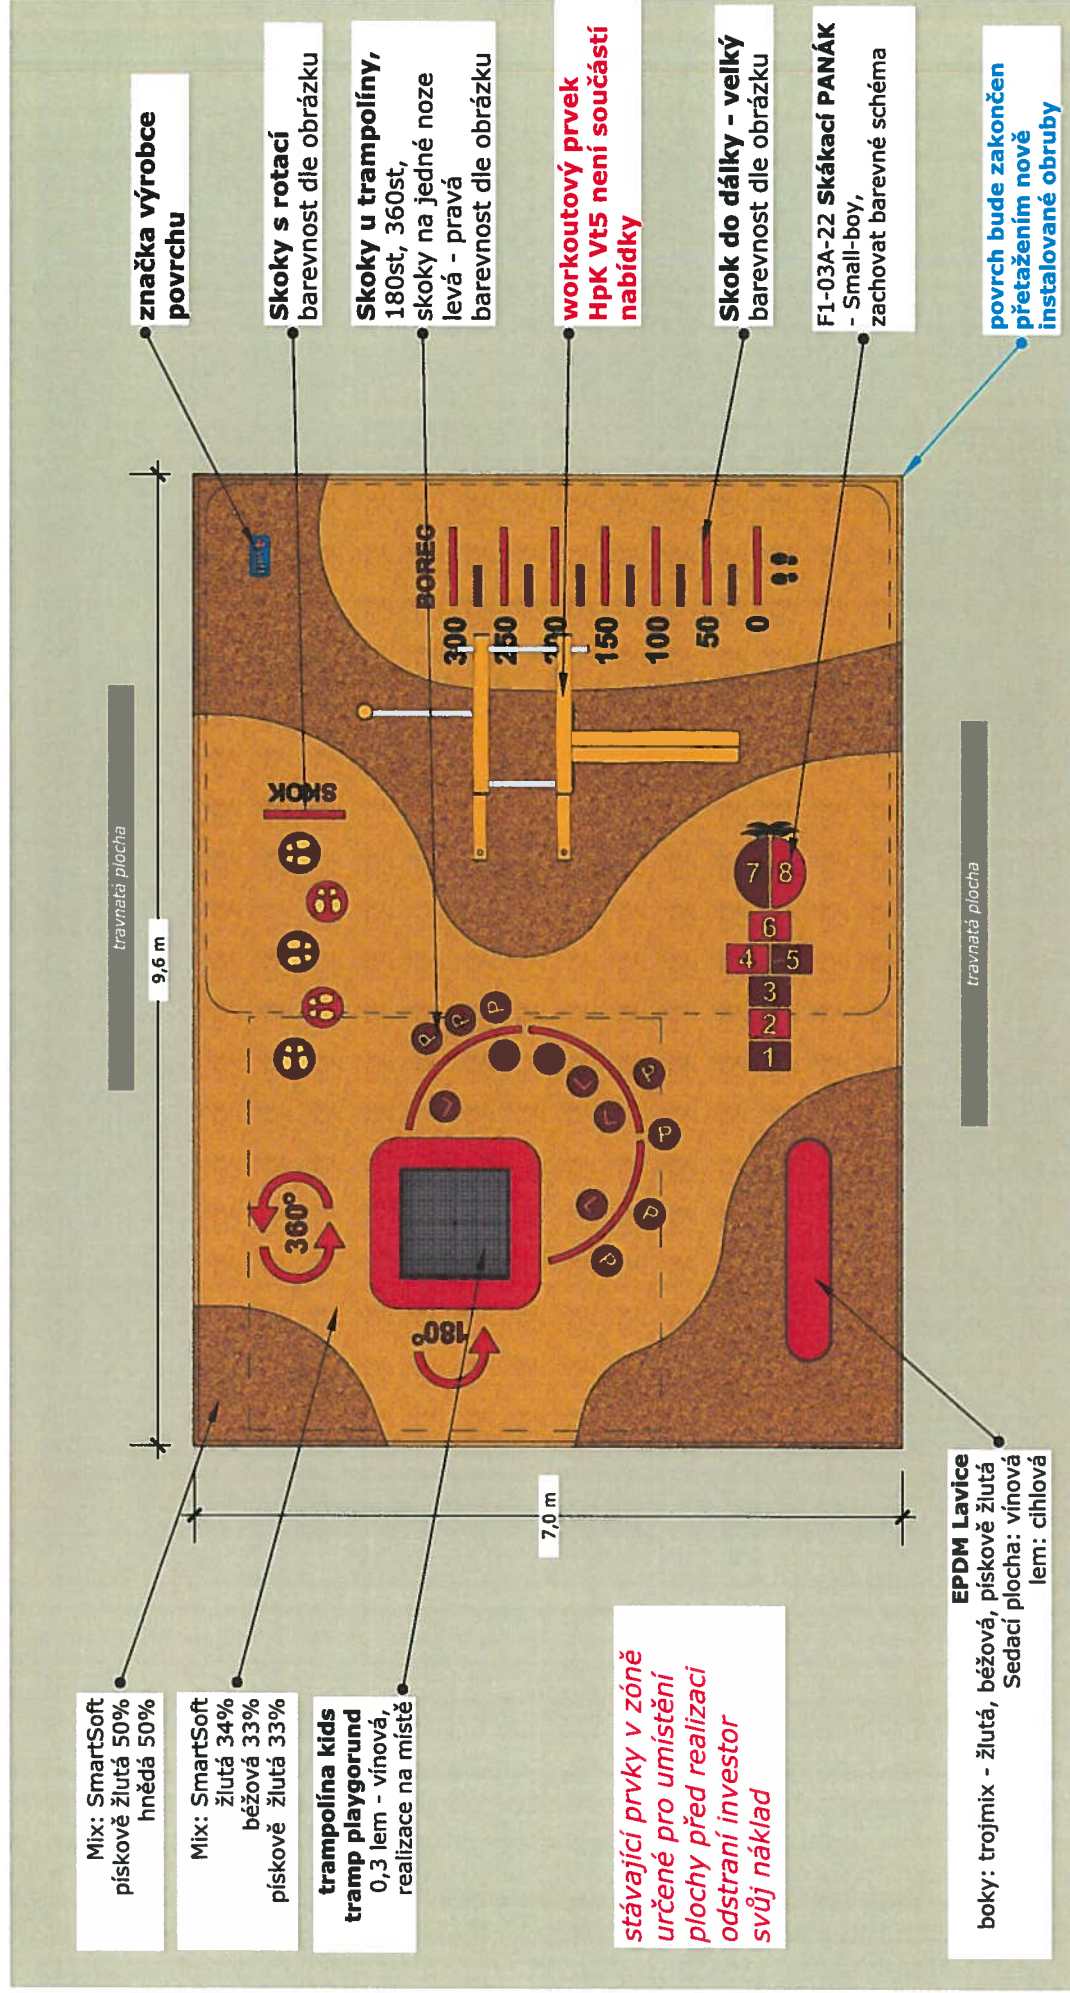 Mix: SmartSoft
pískově žlutá 50%
hnědá 50%
Mix: SmartSoft
žlutá 34%
béžová 33%
pískově žlutá 33%
trampolína kids
tramp playgorund
0,3 lem - vínová,
realizace na místě
stávající prvky v zóně
určené pro umístění
plochy před realizací
odstraní investor
svůj náklad
EPDM Lavice
boky: trojmix - žlutá, béžová, pískově žlutá
Sedací plocha: vínová
lem: cihlová
7,0 m
9,6 m
travnatá plocha
travnatá plocha
180°
360°
SKOK
L
P
P
P
L
L
P
P
L
P
P
1
2
3
4
5
6
7
8
BOREC
300
250
200
150
100
50
0
značka výrobce
povrchu
Skoky s rotací
barevnost dle obrázku
Skoky u trampolíny,
180st, 360st,
skoky na jedné noze
levá - pravá
barevnost dle obrázku
workoutový prvek
HpK Vt5 není součástí
nabídky
Skok do dálky - velký
barevnost dle obrázku
F1-03A-22 Skákací PANÁK
- Small-boy,
zachovat barevné schéma
povrch bude zakončen
přetažením nově
instalované obruby